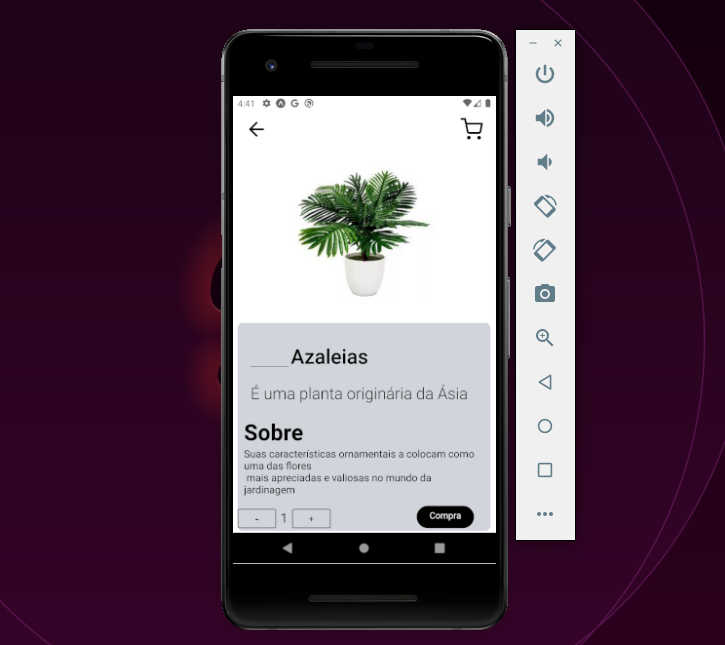 4:41
____Azaleias
É uma planta originária da Ásia
Sobre
Suas características ornamentais a colocam como
uma das flores
mais apreciadas e valiosas no mundo da
jardinagem
- 1 +
Compra